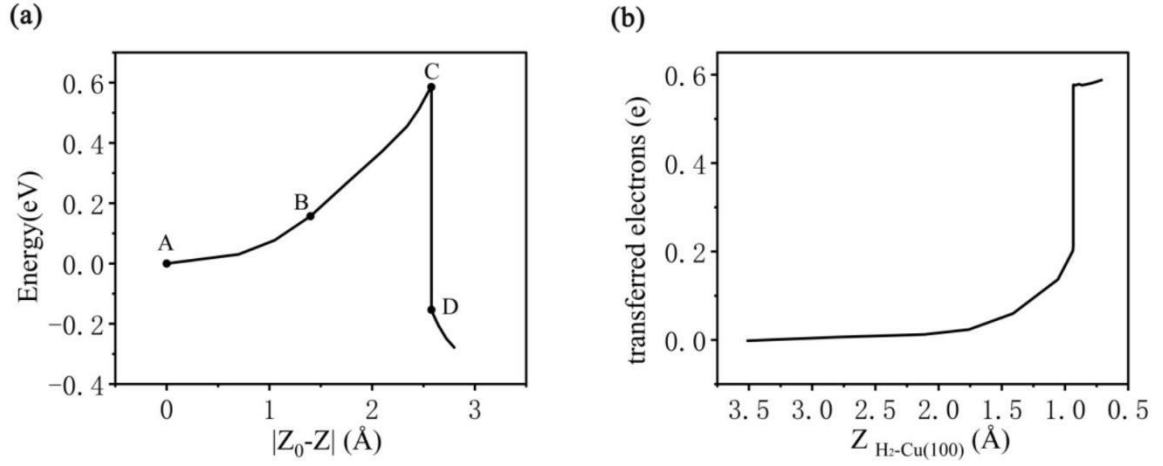 (a)
0.6
0.4
0.2
0.0
−0.2
−0.4
Energy(eV)
A
B
C
D
0 1 2 3
|Z0-Z| (Å)
(b)
0.6
0.4
0.2
0.0
transferred electrons (e)
3.5 3.0 2.5 2.0 1.5 1.0 0.5
Z H2-Cu(100) (Å)